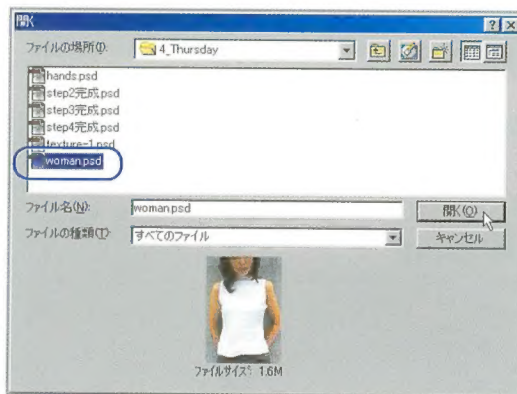 開く
ファイルの場所(I): 4_Thursday
hands.psd
step2完成.psd
step3完成.psd
step4完成.psd
texture-1.psd
woman.psd
ファイル名(N): woman.psd 開く(O)
ファイルの種類(T): すべてのファイル キャンセル
ファイルサイズ: 1.6M